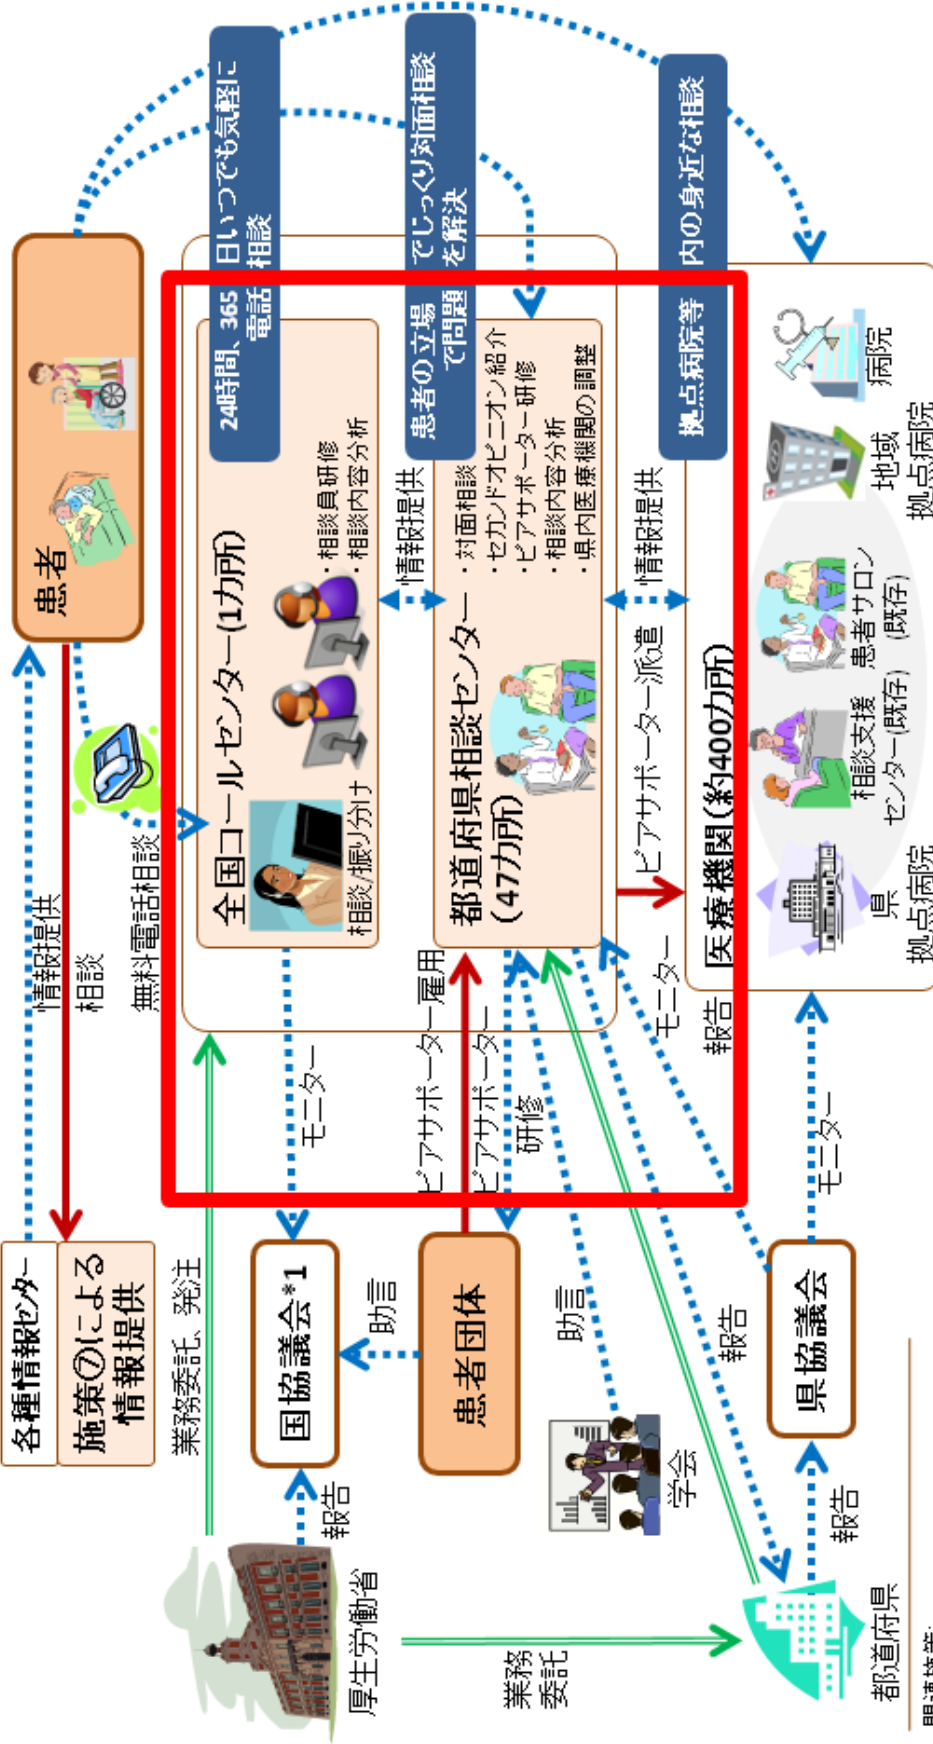 各種情報センター
施策⑦による
情報提供
情報提供
相談
患者
無料電話相談
業務委託、発注
厚生労働省
報告
国協議会*1
モニター
全国コールセンター(1カ所)
相談/振り分け
・相談員研修
・相談内容分析
24時間、365日いつでも気軽に
電話相談
情報提供
助言
患者団体
ピアサポーター雇用
ピアサポーター
研修
都道府県相談センター
(47カ所)
・対面相談
・セカンドオピニオン紹介
・ピアサポーター研修
・相談内容分析
・県内医療機関の調整
患者の立場でじっくり対面相談
で問題を解決
業務
委託
学会
助言
報告
モニター
報告
ピアサポーター派遣
情報提供
拠点病院等内の身近な相談
都道府県
報告
県協議会
モニター
医療機関(約400カ所)
県
拠点病院
相談支援
センター(既存)
患者サロン
(既存)
地域
拠点病院
病院